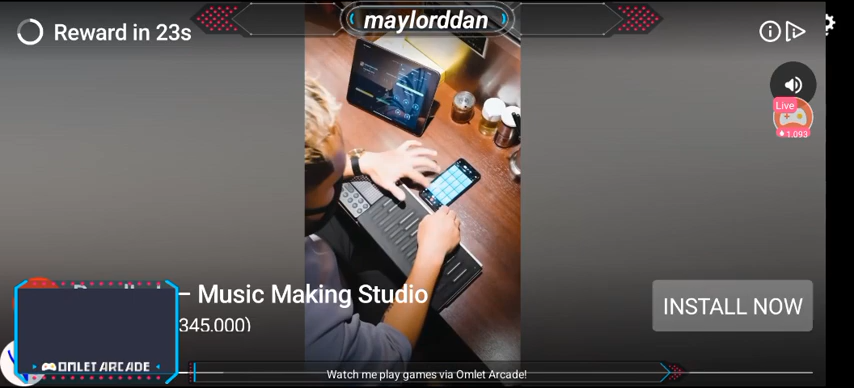 maylorddan
Reward in 23s
Live
1.093
– Music Making Studio
345.000)
INSTALL NOW
OMLET ARCADE
Watch me play games via Omlet Arcade!